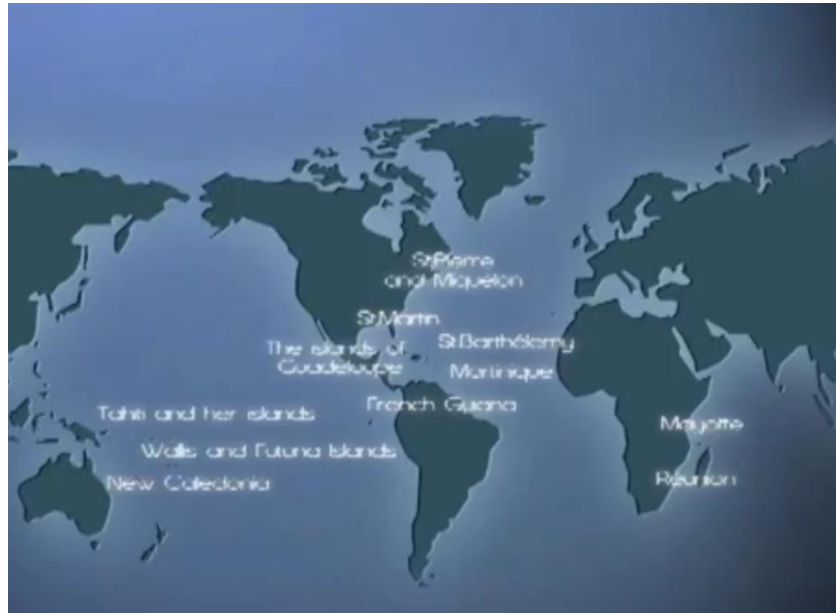 St.Pierre
and Miquelon
St.Martin
St.Barthélemy
The islands of
Guadeloupe
Martinique
French Guiana
Tahiti and her islands
Mayotte
Wallis and Futuna Islands
New Caledonia
Réunion